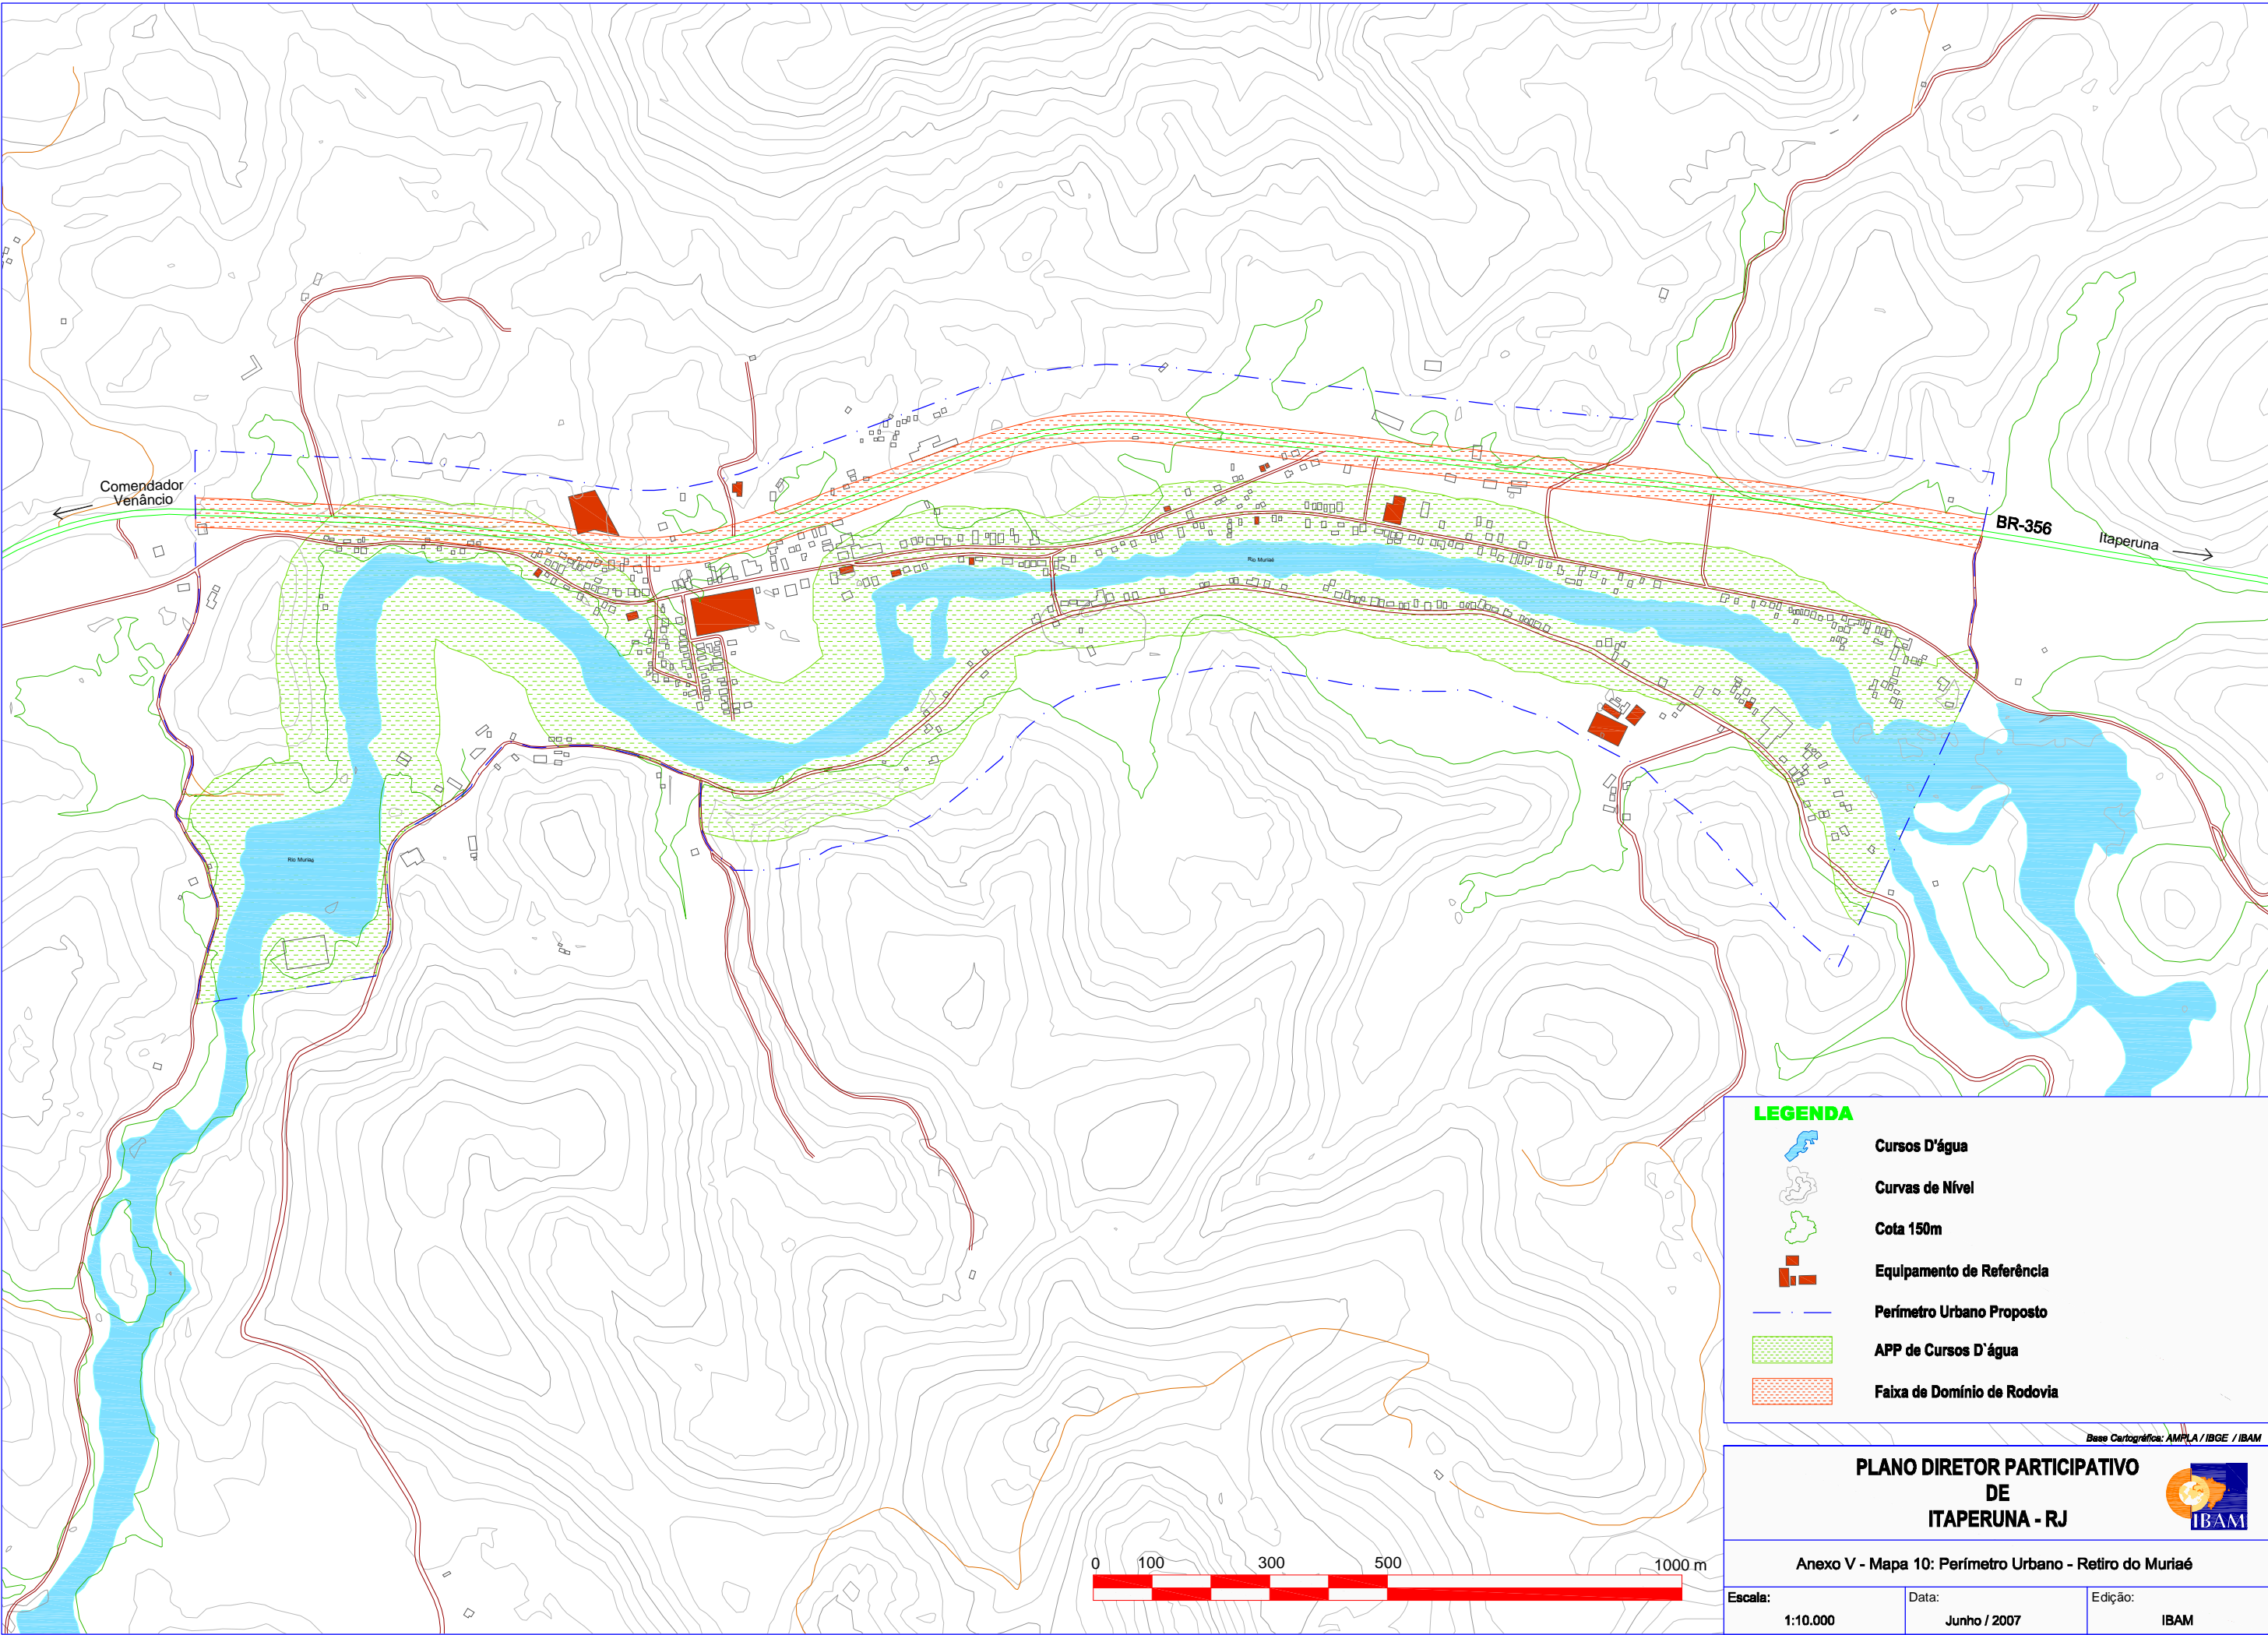 Comendador
Venâncio
BR-356
Itaperuna
Rio Muriaé
Rio Muriaé
LEGENDA
Cursos D'água
Curvas de Nível
Cota 150m
Equipamento de Referência
Perímetro Urbano Proposto
APP de Cursos D`água
Faixa de Domínio de Rodovia
Base Cartográfica: AMPLA / IBGE / IBAM
PLANO DIRETOR PARTICIPATIVO
DE
ITAPERUNA - RJ
IBAM
Anexo V - Mapa 10: Perímetro Urbano - Retiro do Muriaé
Escala:
1:10.000
Data:
Junho / 2007
Edição:
IBAM
0 100 300 500 1000 m